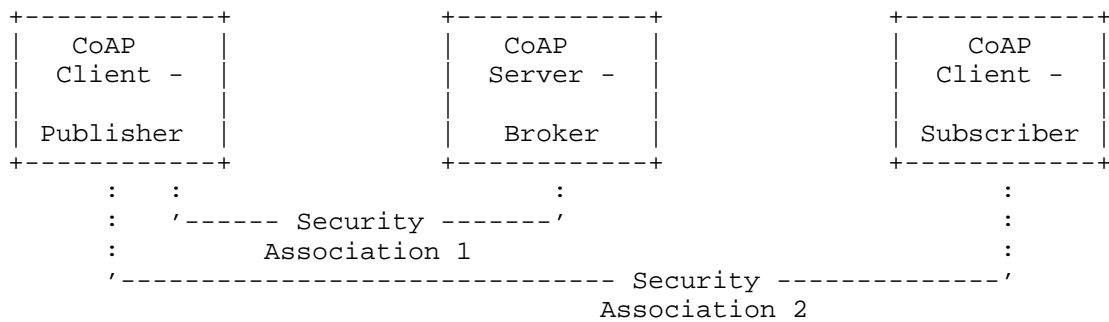 +------------+ +------------+ +------------+
| CoAP | | CoAP | | CoAP |
| Client - | | Server - | | Client - |
| | | | | |
| Publisher | | Broker | | Subscriber |
+------------+ +------------+ +------------+
: : : :
: '------ Security -------' :
: Association 1 :
'------------------------------- Security --------------'
Association 2